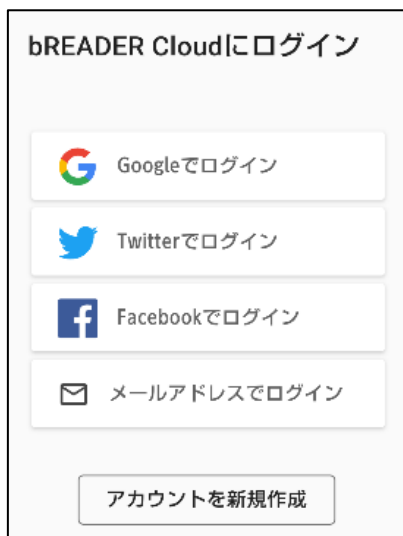 bREADER Cloudにログイン
Googleでログイン
Twitterでログイン
Facebookでログイン
メールアドレスでログイン
アカウントを新規作成